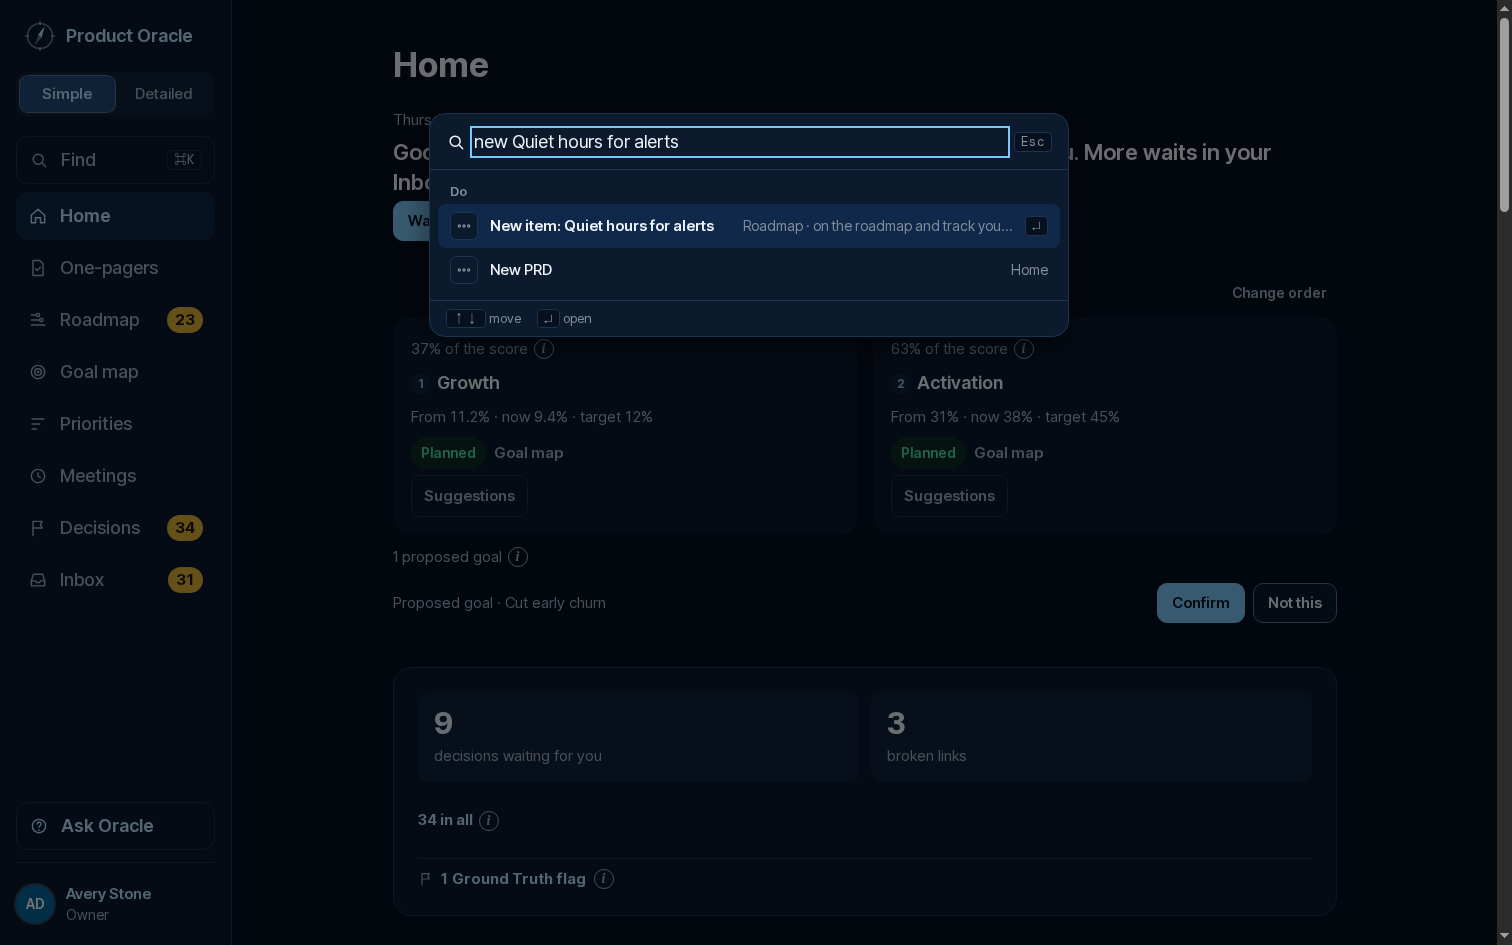 Product Oracle
Simple
Detailed
Find
⌘K
Home
One-pagers
Roadmap
23
Goal map
Priorities
Meetings
Decisions
34
Inbox
31
Ask Oracle
AD
Avery Stone
Owner
Home
new Quiet hours for alerts
Esc
More waits in your
Do
New item: Quiet hours for alerts
Roadmap · on the roadmap and track you…
↵
New PRD
Home
↑ ↓ move
↵ open
Change order
37% of the score i
1 Growth
From 11.2% · now 9.4% · target 12%
Planned
Goal map
Suggestions
63% of the score i
2 Activation
From 31% · now 38% · target 45%
Planned
Goal map
Suggestions
1 proposed goal i
Proposed goal · Cut early churn
Confirm
Not this
9
decisions waiting for you
3
broken links
34 in all i
1 Ground Truth flag i